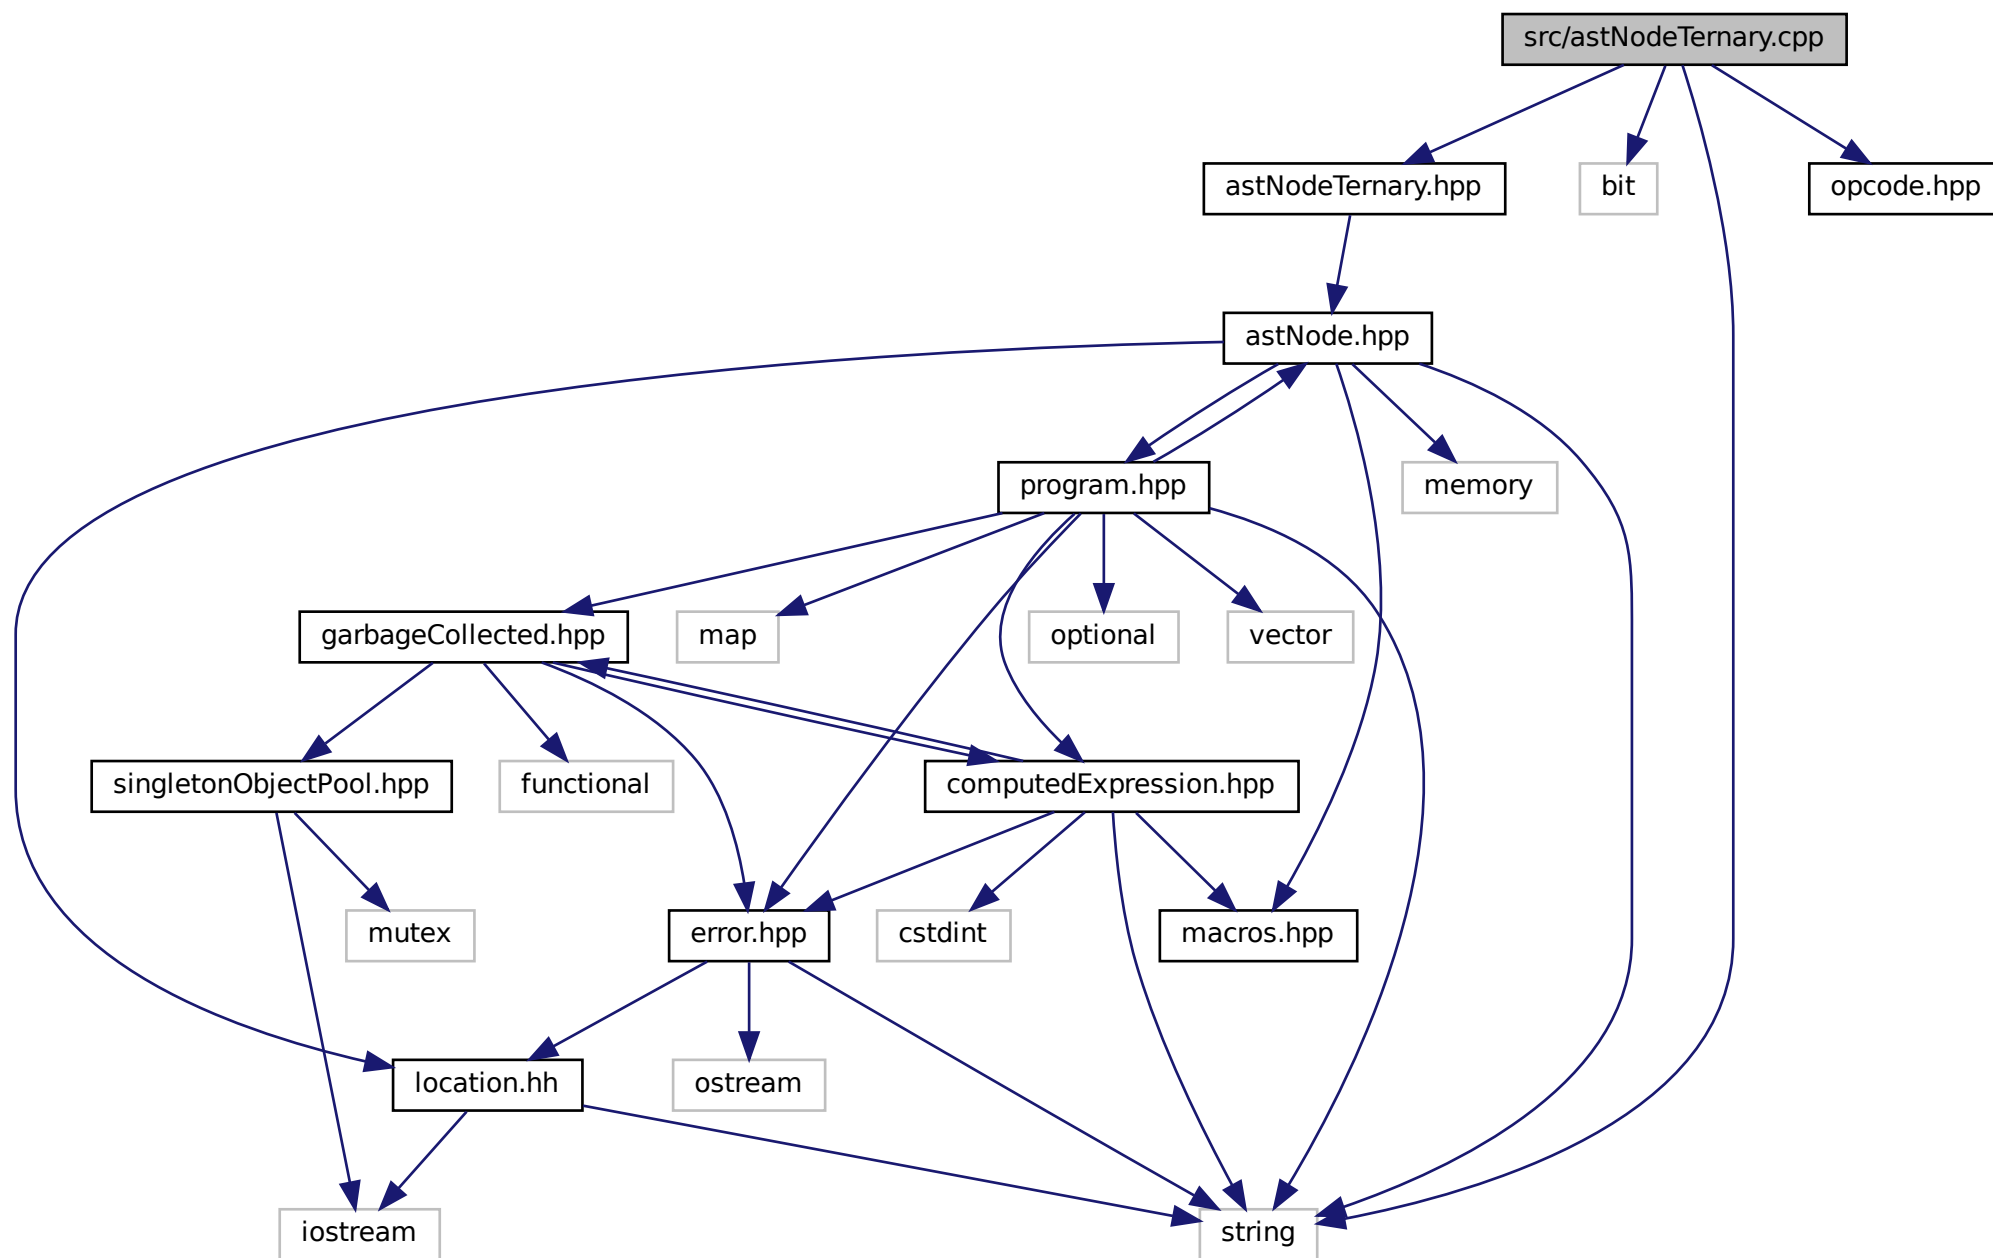 src/astNodeTernary.cpp
astNodeTernary.hpp
bit
opcode.hpp
astNode.hpp
program.hpp
memory
garbageCollected.hpp
map
optional
vector
singletonObjectPool.hpp
functional
computedExpression.hpp
mutex
error.hpp
cstdint
macros.hpp
location.hh
ostream
iostream
string